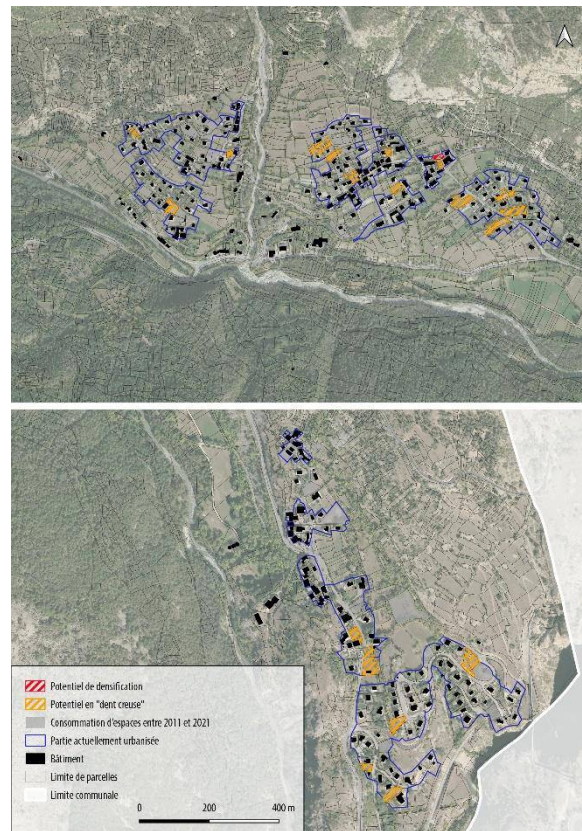 Potentiel de densification
Potentiel en "dent creuse"
Consommation d'espaces entre 2011 et 2021
Partie actuellement urbanisée
Bâtiment
Limite de parcelles
Limite communale
0 200 400 m